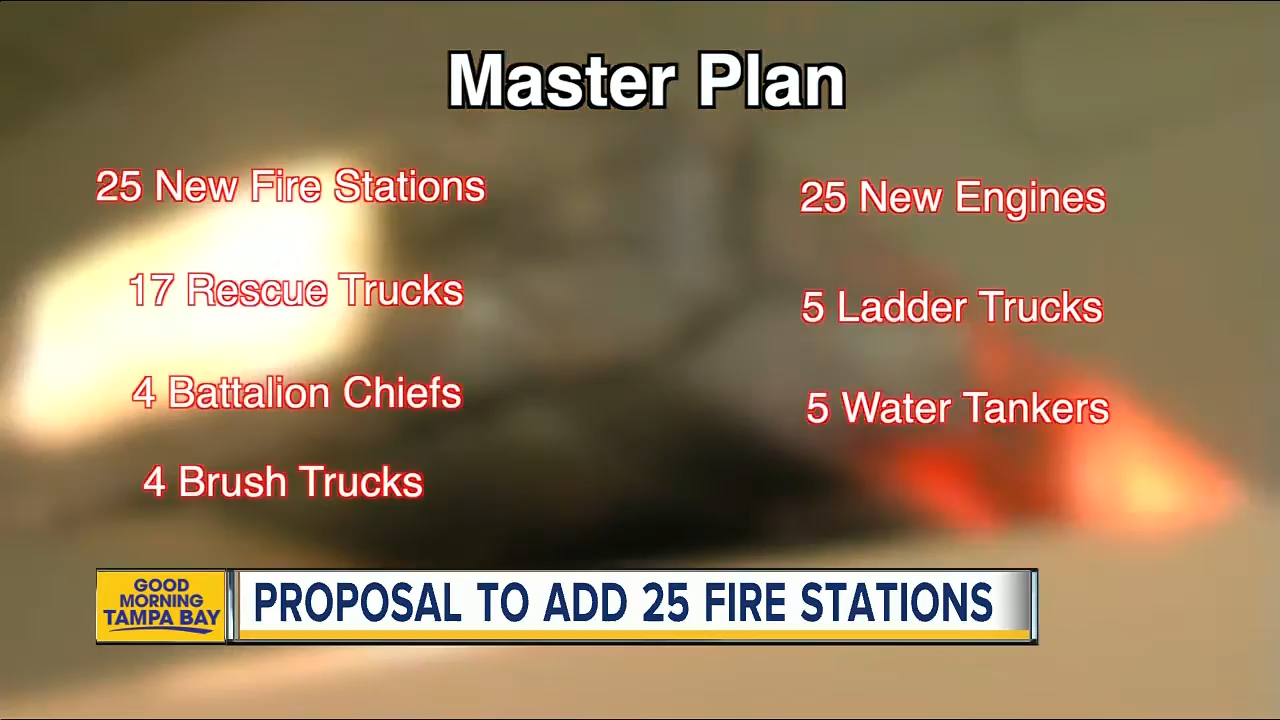 Master Plan
25 New Fire Stations
17 Rescue Trucks
4 Battalion Chiefs
4 Brush Trucks
25 New Engines
5 Ladder Trucks
5 Water Tankers
GOOD
MORNING
TAMPA BAY
PROPOSAL TO ADD 25 FIRE STATIONS